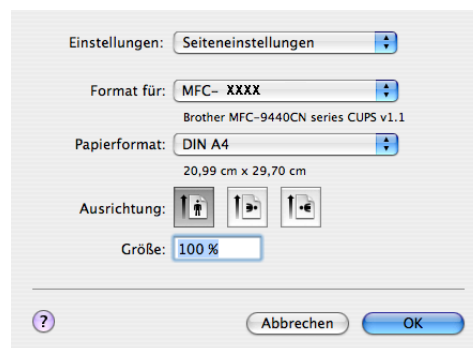 Einstellungen: Seiteneinstellungen
Format für: MFC- XXXX
Brother MFC-9440CN series CUPS v1.1
Papierformat: DIN A4
20,99 cm x 29,70 cm
Ausrichtung:
Größe: 100 %
? Abbrechen OK